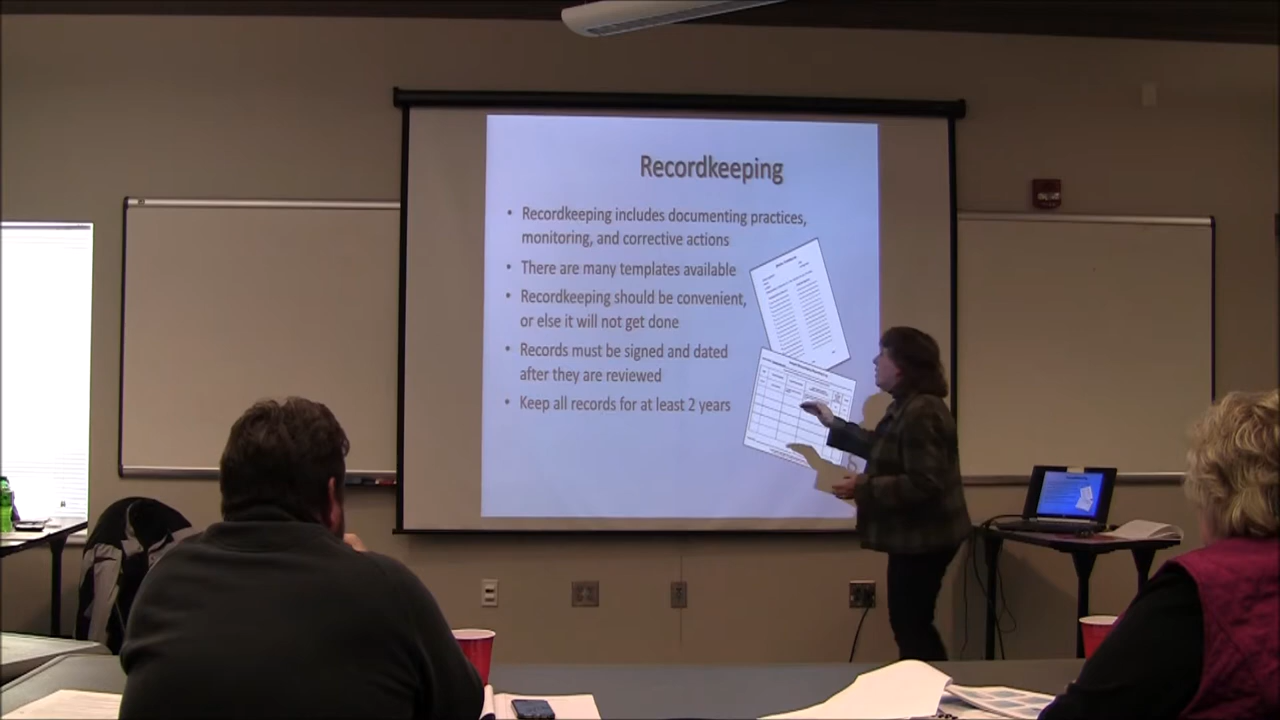 Recordkeeping
• Recordkeeping includes documenting practices,
monitoring, and corrective actions
• There are many templates available
• Recordkeeping should be convenient,
or else it will not get done
• Records must be signed and dated
after they are reviewed
• Keep all records for at least 2 years